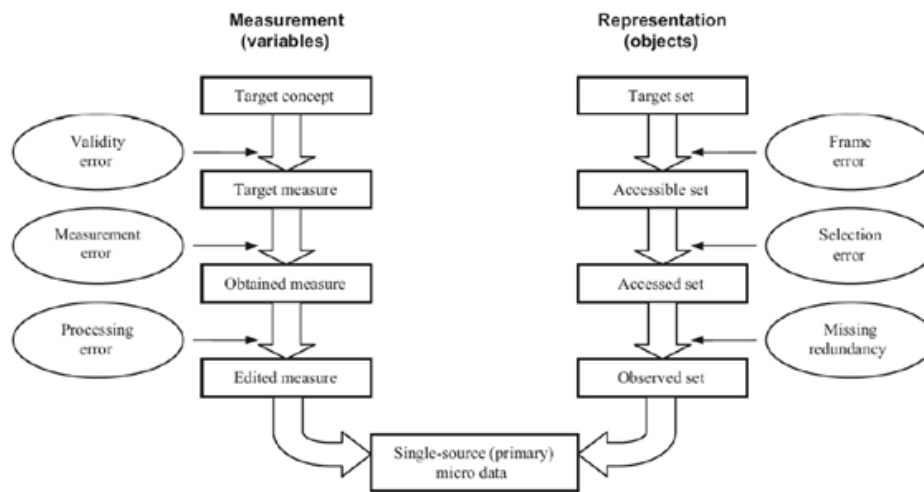 Measurement
(variables)
Representation
(objects)
Target concept
Target set
Validity
error
Frame
error
Target measure
Accessible set
Measurement
error
Selection
error
Obtained measure
Accessed set
Processing
error
Missing
redundancy
Edited measure
Observed set
Single-source (primary)
micro data